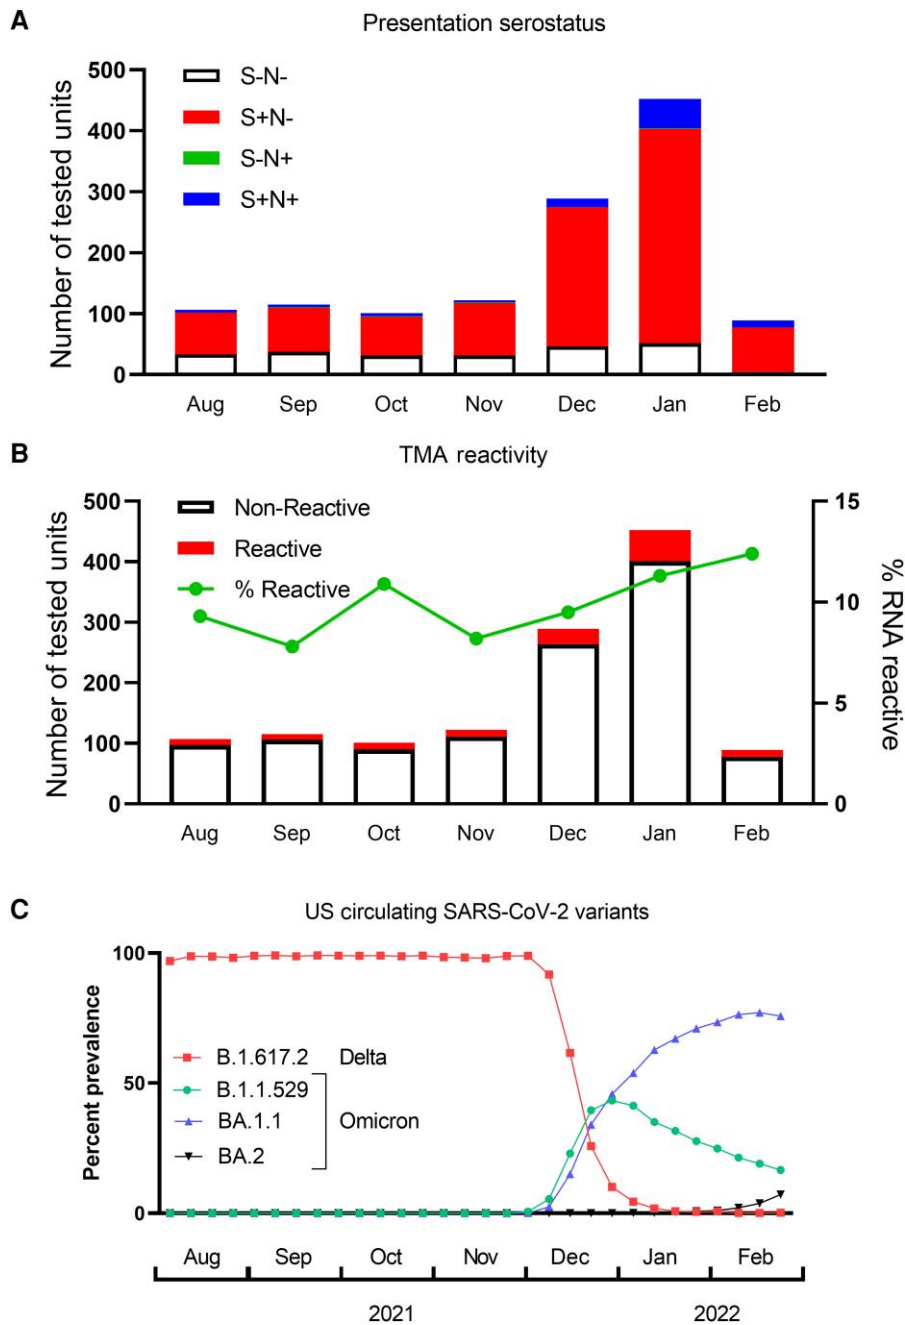 A
Presentation serostatus
Number of tested units
500
400
300
200
100
0
S-N-
S+N-
S-N+
S+N+
Aug Sep Oct Nov Dec Jan Feb
B
TMA reactivity
Number of tested units
500
400
300
200
100
0
Non-Reactive
Reactive
% Reactive
15
10
5
0
% RNA reactive
Aug Sep Oct Nov Dec Jan Feb
C
US circulating SARS-CoV-2 variants
Percent prevalence
100
50
0
B.1.617.2 Delta
B.1.1.529
BA.1.1 Omicron
BA.2
Aug Sep Oct Nov Dec Jan Feb
2021 2022